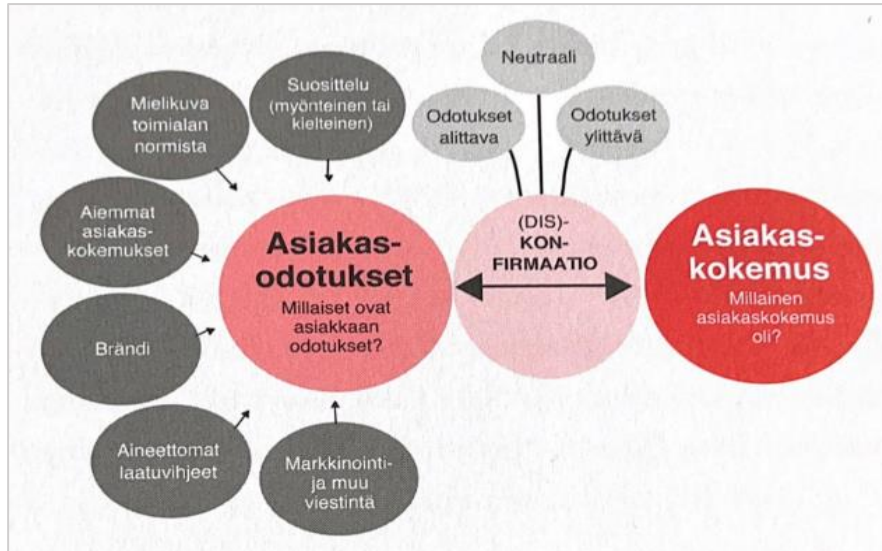 Mielikuva
toimialan
normista
Suosittelu
(myönteinen tai
kielteinen)
Aiemmat
asiakas-
kokemukset
Brändi
Aineettomat
laatuvihjeet
Markkinointi-
ja muu
viestintä
Asiakas-
odotukset
Millaiset ovat
asiakkaan
odotukset?
Odotukset
alittava
Neutraali
Odotukset
ylittävä
(DIS)-
KON-
FIRMAATIO
Asiakas-
kokemus
Millainen
asiakaskokemus
oli?